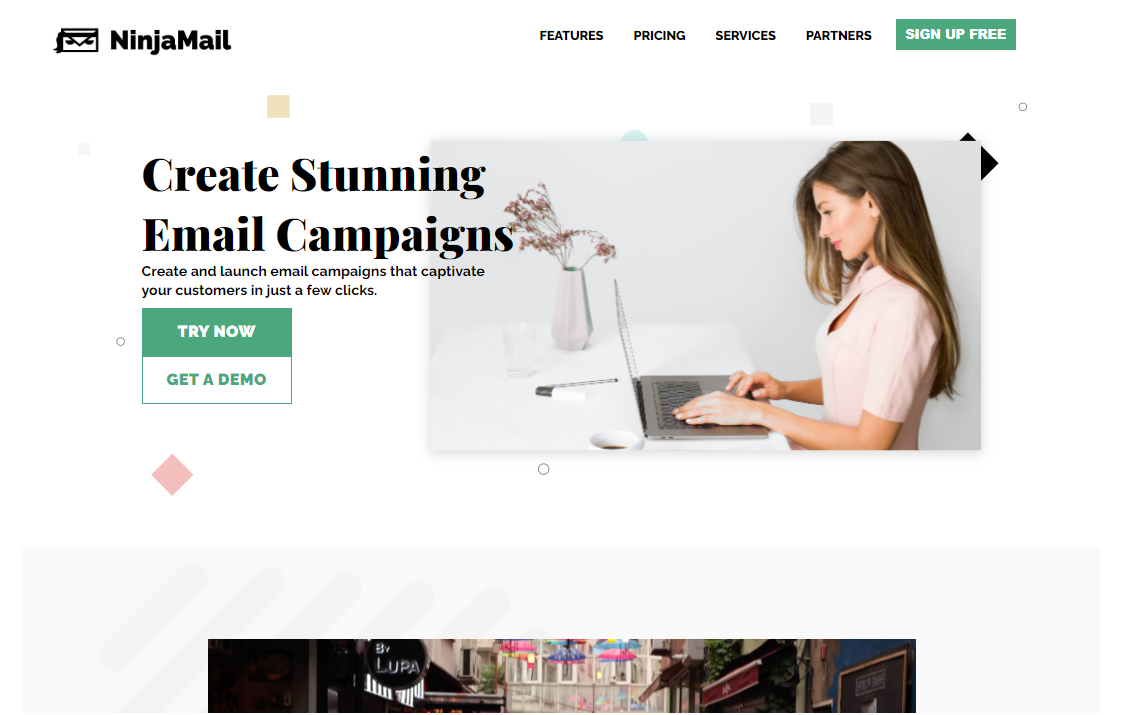 NinjaMail
FEATURES
PRICING
SERVICES
PARTNERS
SIGN UP FREE
Create Stunning
Email Campaigns
Create and launch email campaigns that captivate
your customers in just a few clicks.
TRY NOW
GET A DEMO
By
LUPA